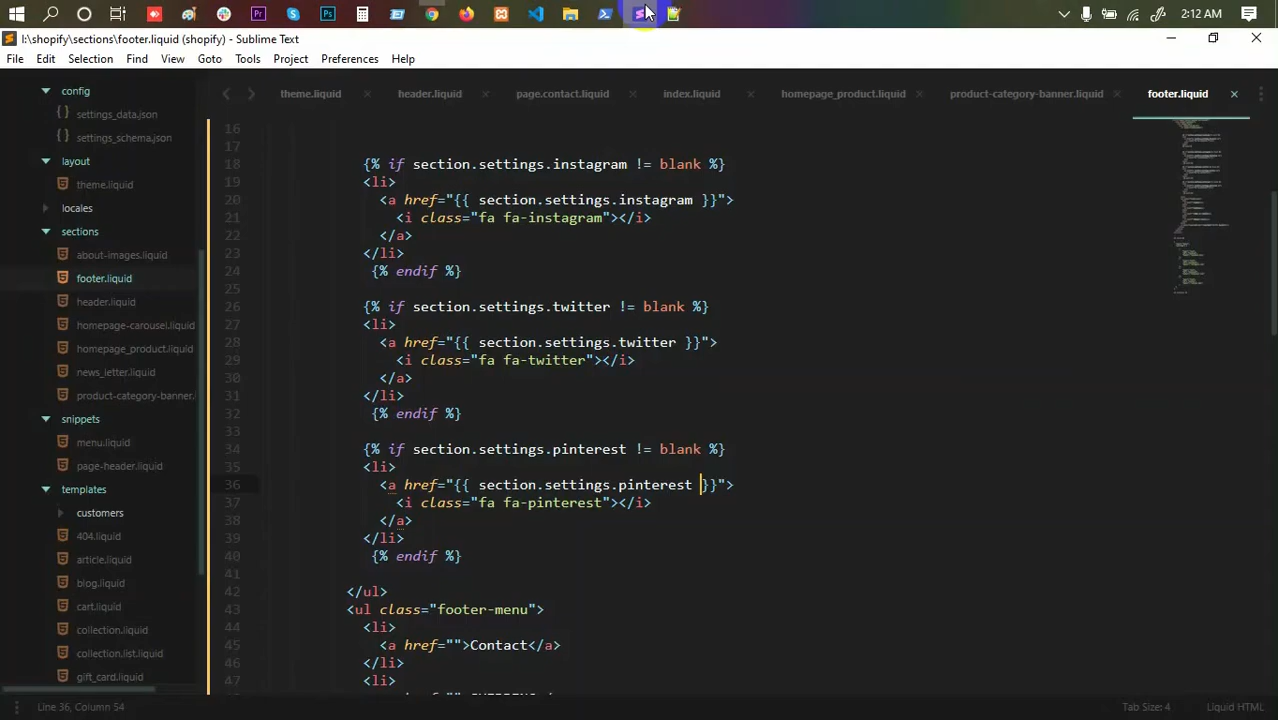 2:12 AM
I:\shopify\sections\footer.liquid (shopify) - Sublime Text
File Edit Selection Find View Goto Tools Project Preferences Help
config
settings_data.json
settings_schema.json
layout
theme.liquid
locales
sections
about-images.liquid
footer.liquid
header.liquid
homepage-carousel.liquid
homepage_product.liquid
news_letter.liquid
product-category-banner.l
snippets
menu.liquid
page-header.liquid
templates
customers
404.liquid
article.liquid
blog.liquid
cart.liquid
collection.liquid
collection.list.liquid
gift_card.liquid
theme.liquid header.liquid page.contact.liquid index.liquid homepage_product.liquid product-category-banner.liquid footer.liquid
16
17
18 {% if section.settings.instagram != blank %}
19 <li>
20 <a href="{{ section.settings.instagram }}">
21 <i class="fa fa-instagram"></i>
22 </a>
23 </li>
24 {% endif %}
25
26 {% if section.settings.twitter != blank %}
27 <li>
28 <a href="{{ section.settings.twitter }}">
29 <i class="fa fa-twitter"></i>
30 </a>
31 </li>
32 {% endif %}
33
34 {% if section.settings.pinterest != blank %}
35 <li>
36 <a href="{{ section.settings.pinterest }}">
37 <i class="fa fa-pinterest"></i>
38 </a>
39 </li>
40 {% endif %}
41
42 </ul>
43 <ul class="footer-menu">
44 <li>
45 <a href="">Contact</a>
46 </li>
47 <li>
Line 36, Column 54
Tab Size: 4
Liquid HTML